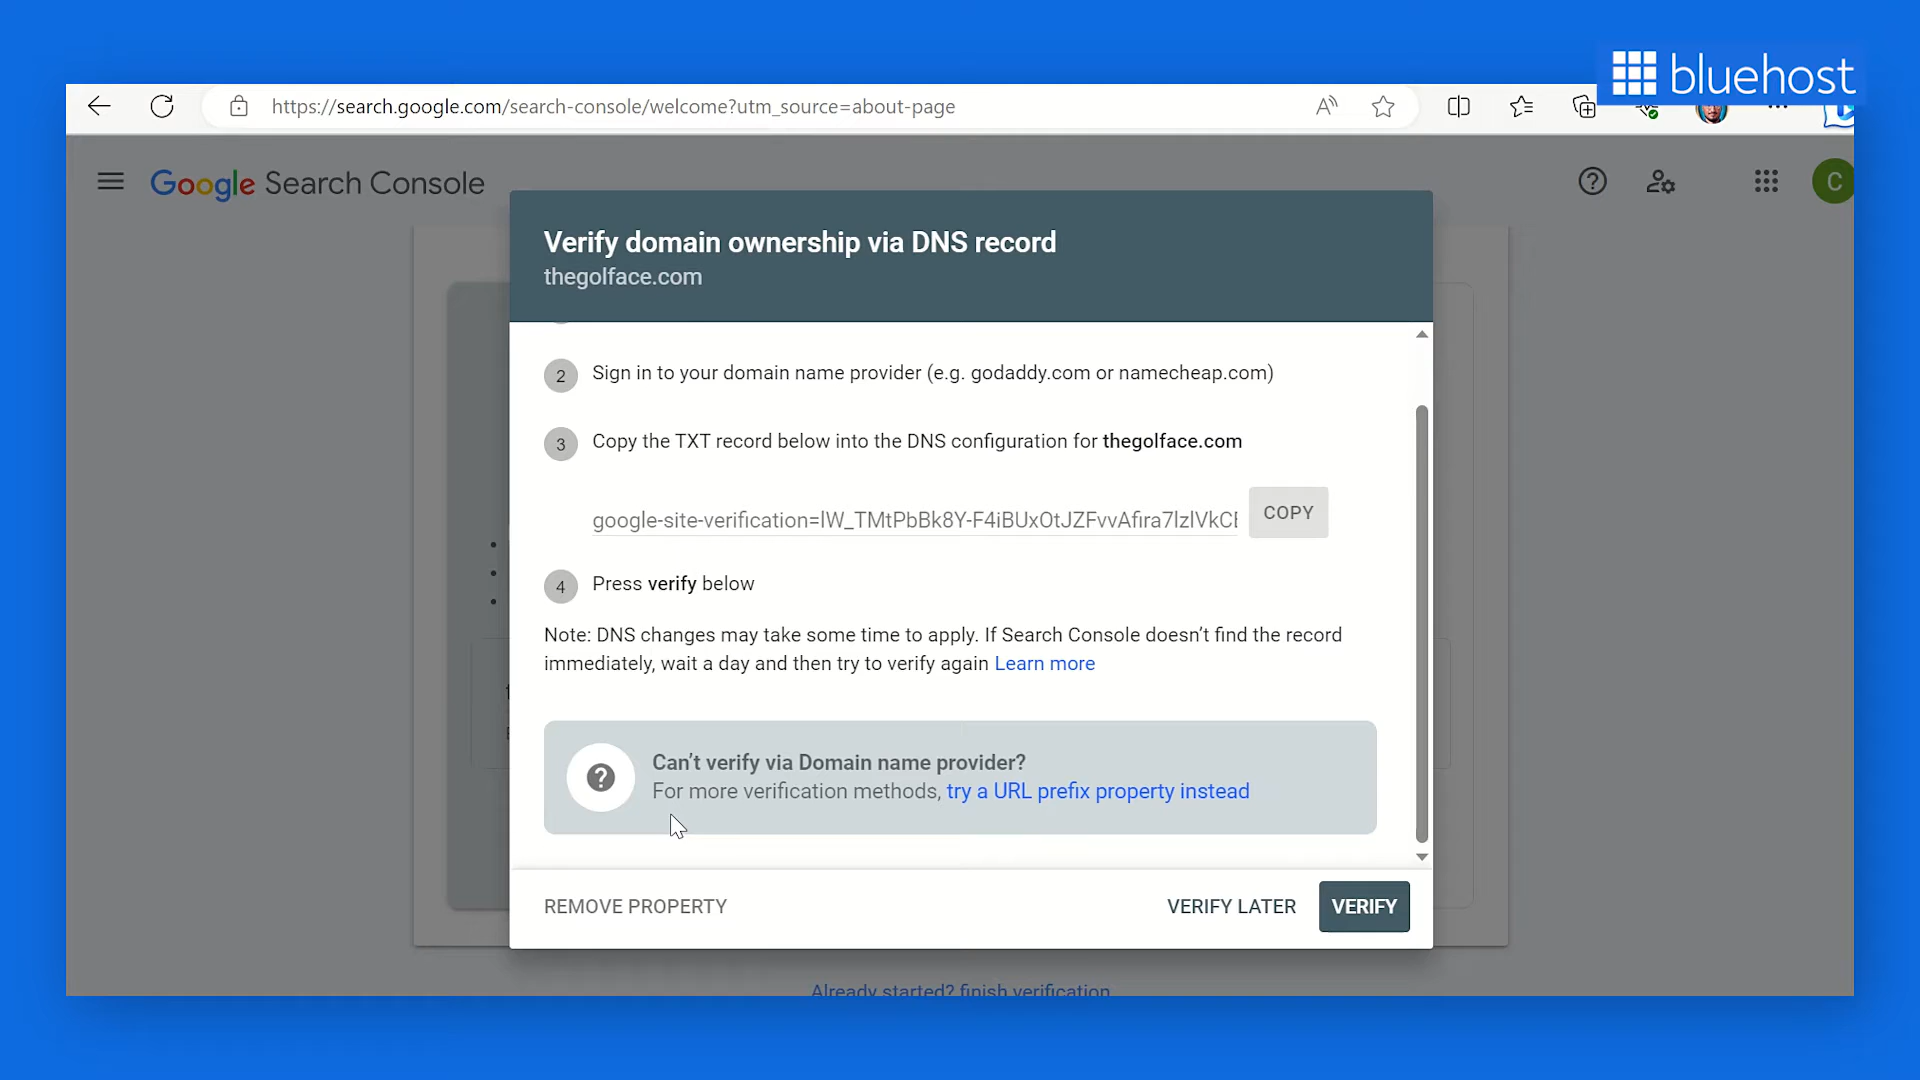 bluehost
https://search.google.com/search-console/welcome?utm_source=about-page
Google Search Console
C
Verify domain ownership via DNS record
thegolface.com
2 Sign in to your domain name provider (e.g. godaddy.com or namecheap.com)
3 Copy the TXT record below into the DNS configuration for thegolface.com
google-site-verification=lW_TMtPbBk8Y-F4iBUxOtJZFvvAfira7lzlVkCE
COPY
4 Press verify below
Note: DNS changes may take some time to apply. If Search Console doesn't find the record
immediately, wait a day and then try to verify again Learn more
Can't verify via Domain name provider?
For more verification methods, try a URL prefix property instead
REMOVE PROPERTY
VERIFY LATER
VERIFY
Already started? finish verification